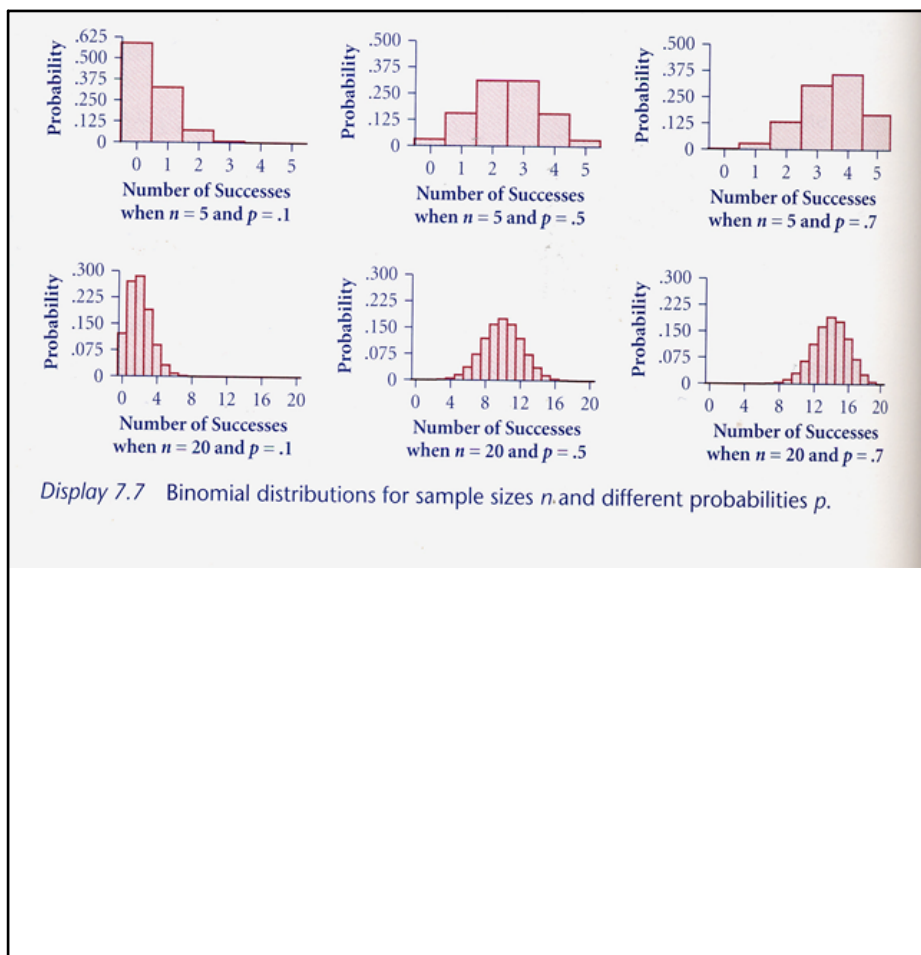 .625
.500
.375
.250
.125
0
Probability
0 1 2 3 4 5
Number of Successes
when n = 5 and p = .1
.500
.375
.250
.125
0
Probability
0 1 2 3 4 5
Number of Successes
when n = 5 and p = .5
.500
.375
.250
.125
0
Probability
0 1 2 3 4 5
Number of Successes
when n = 5 and p = .7
.300
.225
.150
.075
0
Probability
0 4 8 12 16 20
Number of Successes
when n = 20 and p = .1
.300
.225
.150
.075
0
Probability
0 4 8 12 16 20
Number of Successes
when n = 20 and p = .5
.300
.225
.150
.075
0
Probability
0 4 8 12 16 20
Number of Successes
when n = 20 and p = .7
Display 7.7 Binomial distributions for sample sizes n and different probabilities p.